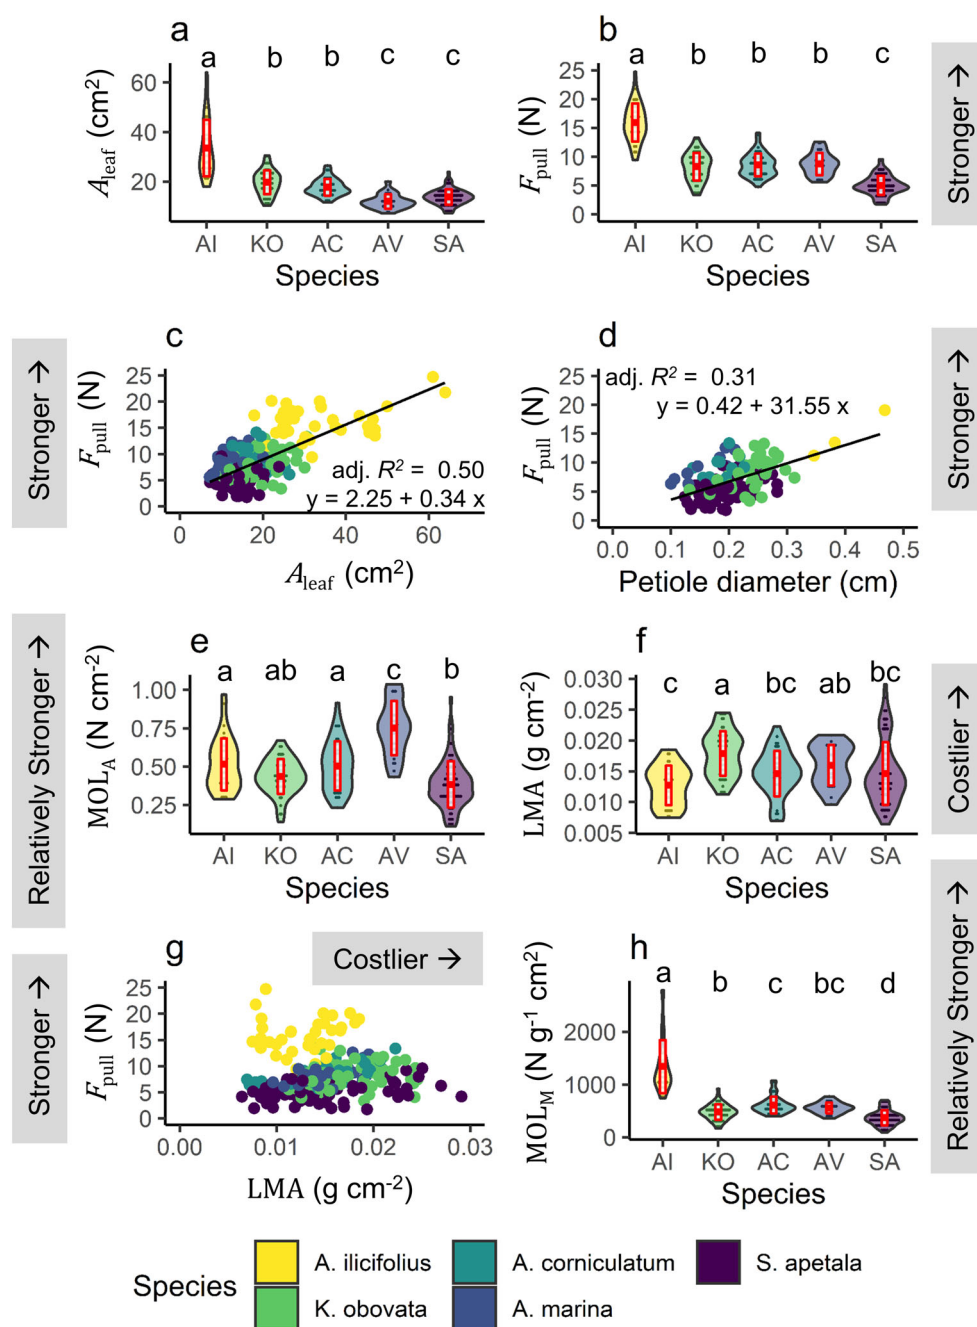 a
a b b c c
A_leaf (cm²)
60
40
20
AI KO AC AV SA
Species
b
a b b b c
F_pull (N)
25
20
15
10
5
0
AI KO AC AV SA
Species
Stronger →
Stronger →
c
F_pull (N)
25
20
15
10
5
0
adj. R² = 0.50
y = 2.25 + 0.34 x
0 20 40 60
A_leaf (cm²)
d
adj. R² = 0.31
y = 0.42 + 31.55 x
F_pull (N)
25
20
15
10
5
0
0.0 0.1 0.2 0.3 0.4 0.5
Petiole diameter (cm)
Stronger →
Relatively Stronger →
e
a ab a c b
MOL_A (N cm⁻²)
1.00
0.75
0.50
0.25
AI KO AC AV SA
Species
f
c a bc ab bc
LMA (g cm⁻²)
0.030
0.025
0.020
0.015
0.010
0.005
AI KO AC AV SA
Species
Costlier →
Stronger →
g
Costlier →
F_pull (N)
25
20
15
10
5
0
0.00 0.01 0.02 0.03
LMA (g cm⁻²)
h
a b c bc d
MOL_M (N g⁻¹ cm²)
2000
1000
0
AI KO AC AV SA
Species
Relatively Stronger →
Species
A. ilicifolius
A. corniculatum
S. apetala
K. obovata
A. marina